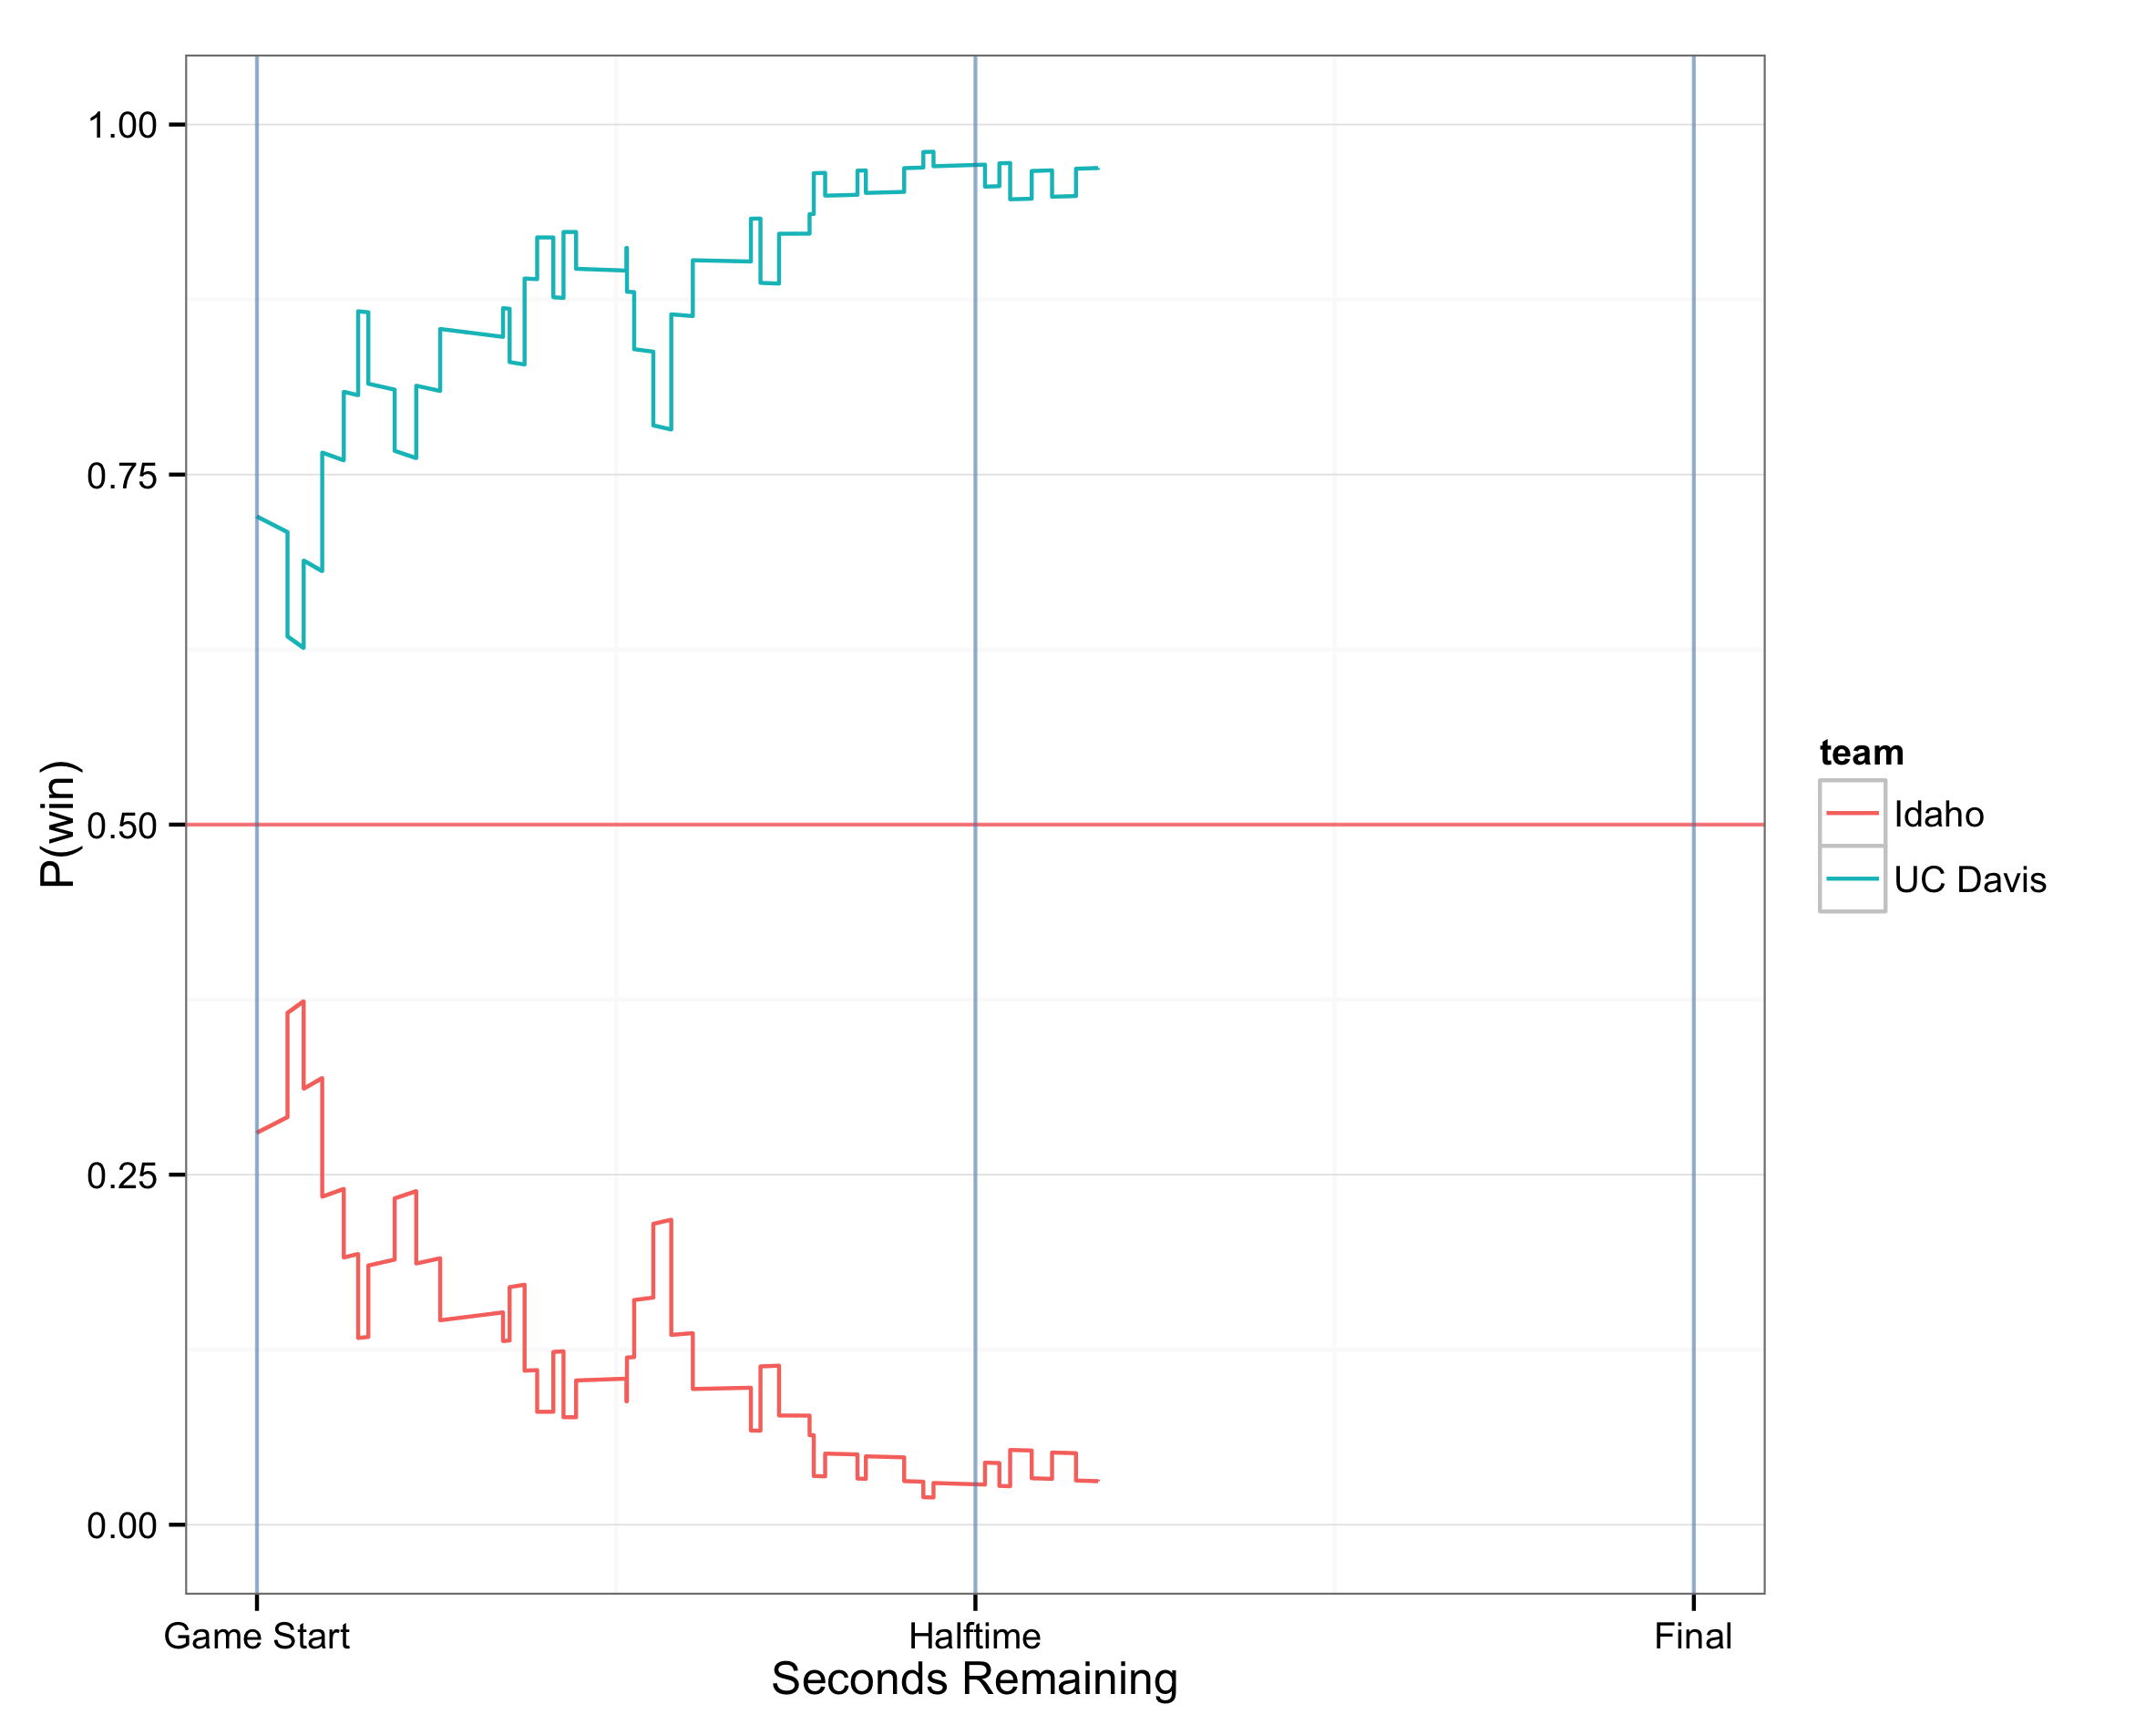 1.00
0.75
0.50
0.25
0.00
P(win)
Game Start
Halftime
Final
Seconds Remaining
team
Idaho
UC Davis